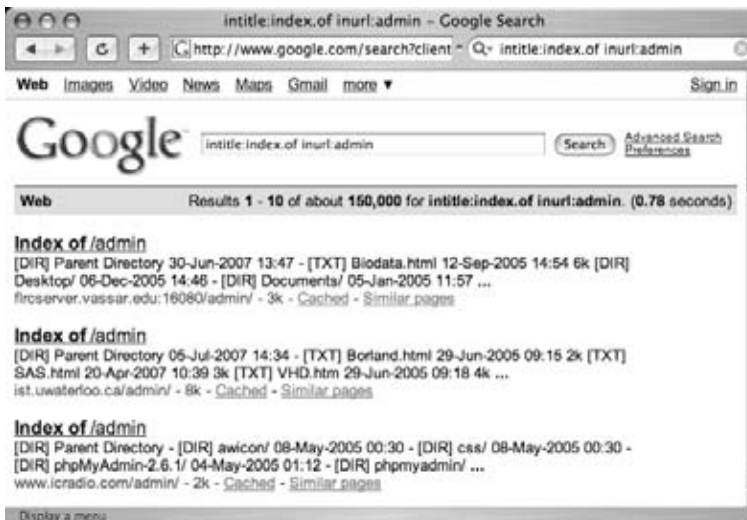 intitle:index.of inurl:admin – Google Search
http://www.google.com/search?client intitle:index.of inurl:admin
Web Images Video News Maps Gmail more ▼ Sign in
Google intitle:index.of inurl:admin Search Advanced Search
Preferences
Web Results 1 - 10 of about 150,000 for intitle:index.of inurl:admin. (0.78 seconds)
Index of /admin
[DIR] Parent Directory 30-Jun-2007 13:47 - [TXT] Biodata.html 12-Sep-2005 14:54 6k [DIR]
Desktop/ 06-Dec-2005 14:46 - [DIR] Documents/ 05-Jan-2005 11:57 ...
flrcserver.vassar.edu:16080/admin/ - 3k - Cached - Similar pages
Index of /admin
[DIR] Parent Directory 05-Jul-2007 14:34 - [TXT] Borland.html 29-Jun-2005 09:15 2k [TXT]
SAS.html 20-Apr-2007 10:39 3k [TXT] VHD.htm 29-Jun-2005 09:18 4k ...
ist.uwaterloo.ca/admin/ - 8k - Cached - Similar pages
Index of /admin
[DIR] Parent Directory - [DIR] awicon/ 08-May-2005 00:30 - [DIR] css/ 08-May-2005 00:30 -
[DIR] phpMyAdmin-2.6.1/ 04-May-2005 01:12 - [DIR] phpmyadmin/ ...
www.icradio.com/admin/ - 2k - Cached - Similar pages
Display a menu